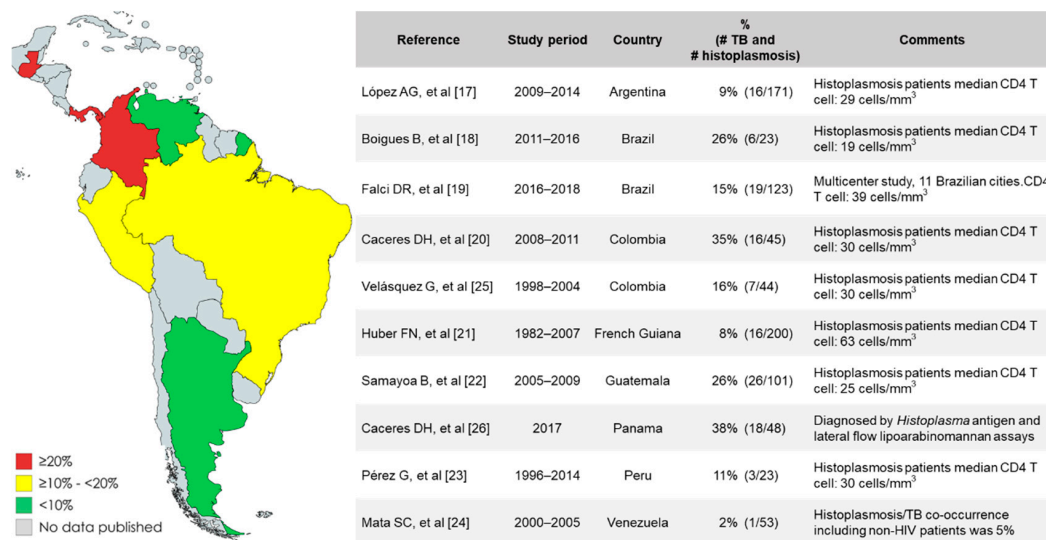 Reference Study period Country % (# TB and # histoplasmosis) Comments
López AG, et al [17] 2009–2014 Argentina 9% (16/171) Histoplasmosis patients median CD4 T
cell: 29 cells/mm3
Boigues B, et al [18] 2011–2016 Brazil 26% (6/23) Histoplasmosis patients median CD4 T
cell: 19 cells/mm3
Falci DR, et al [19] 2016–2018 Brazil 15% (19/123) Multicenter study, 11 Brazilian cities.CD4
T cell: 39 cells/mm3
Caceres DH, et al [20] 2008–2011 Colombia 35% (16/45) Histoplasmosis patients median CD4 T
cell: 30 cells/mm3
Velásquez G, et al [25] 1998–2004 Colombia 16% (7/44) Histoplasmosis patients median CD4 T
cell: 30 cells/mm3
Huber FN, et al [21] 1982–2007 French Guiana 8% (16/200) Histoplasmosis patients median CD4 T
cell: 63 cells/mm3
Samayoa B, et al [22] 2005–2009 Guatemala 26% (26/101) Histoplasmosis patients median CD4 T
cell: 25 cells/mm3
Caceres DH, et al [26] 2017 Panama 38% (18/48) Diagnosed by Histoplasma antigen and
lateral flow lipoarabinomannan assays
Pérez G, et al [23] 1996–2014 Peru 11% (3/23) Histoplasmosis patients median CD4 T
cell: 30 cells/mm3
Mata SC, et al [24] 2000–2005 Venezuela 2% (1/53) Histoplasmosis/TB co-occurrence
including non-HIV patients was 5%
≥20%
≥10% - <20%
<10%
No data published